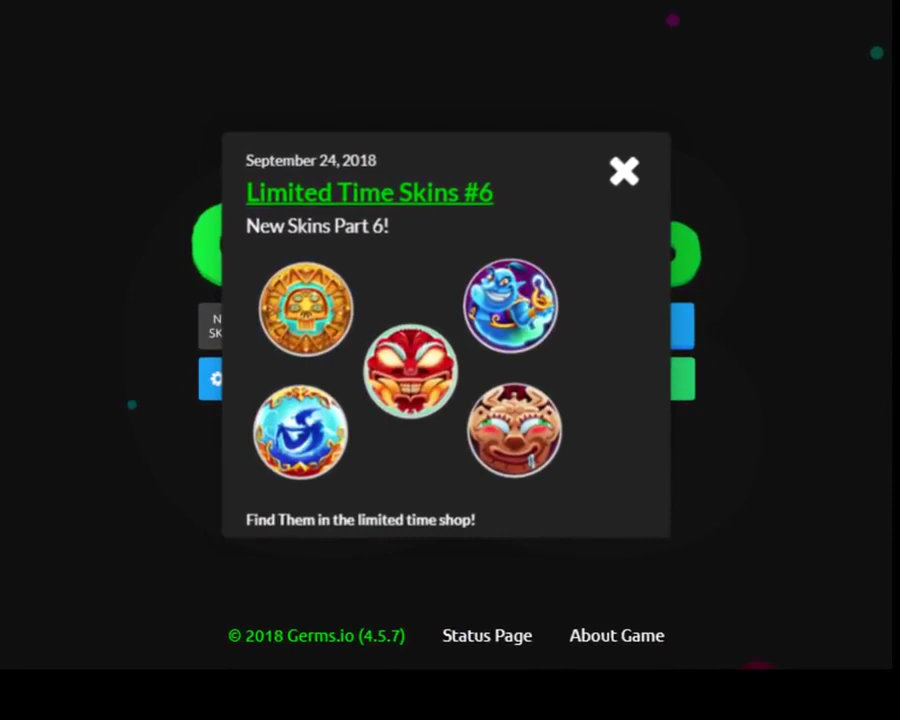 September 24, 2018
Limited Time Skins #6
New Skins Part 6!
N
SK
Find Them in the limited time shop!
© 2018 Germs.io (4.5.7)
Status Page
About Game